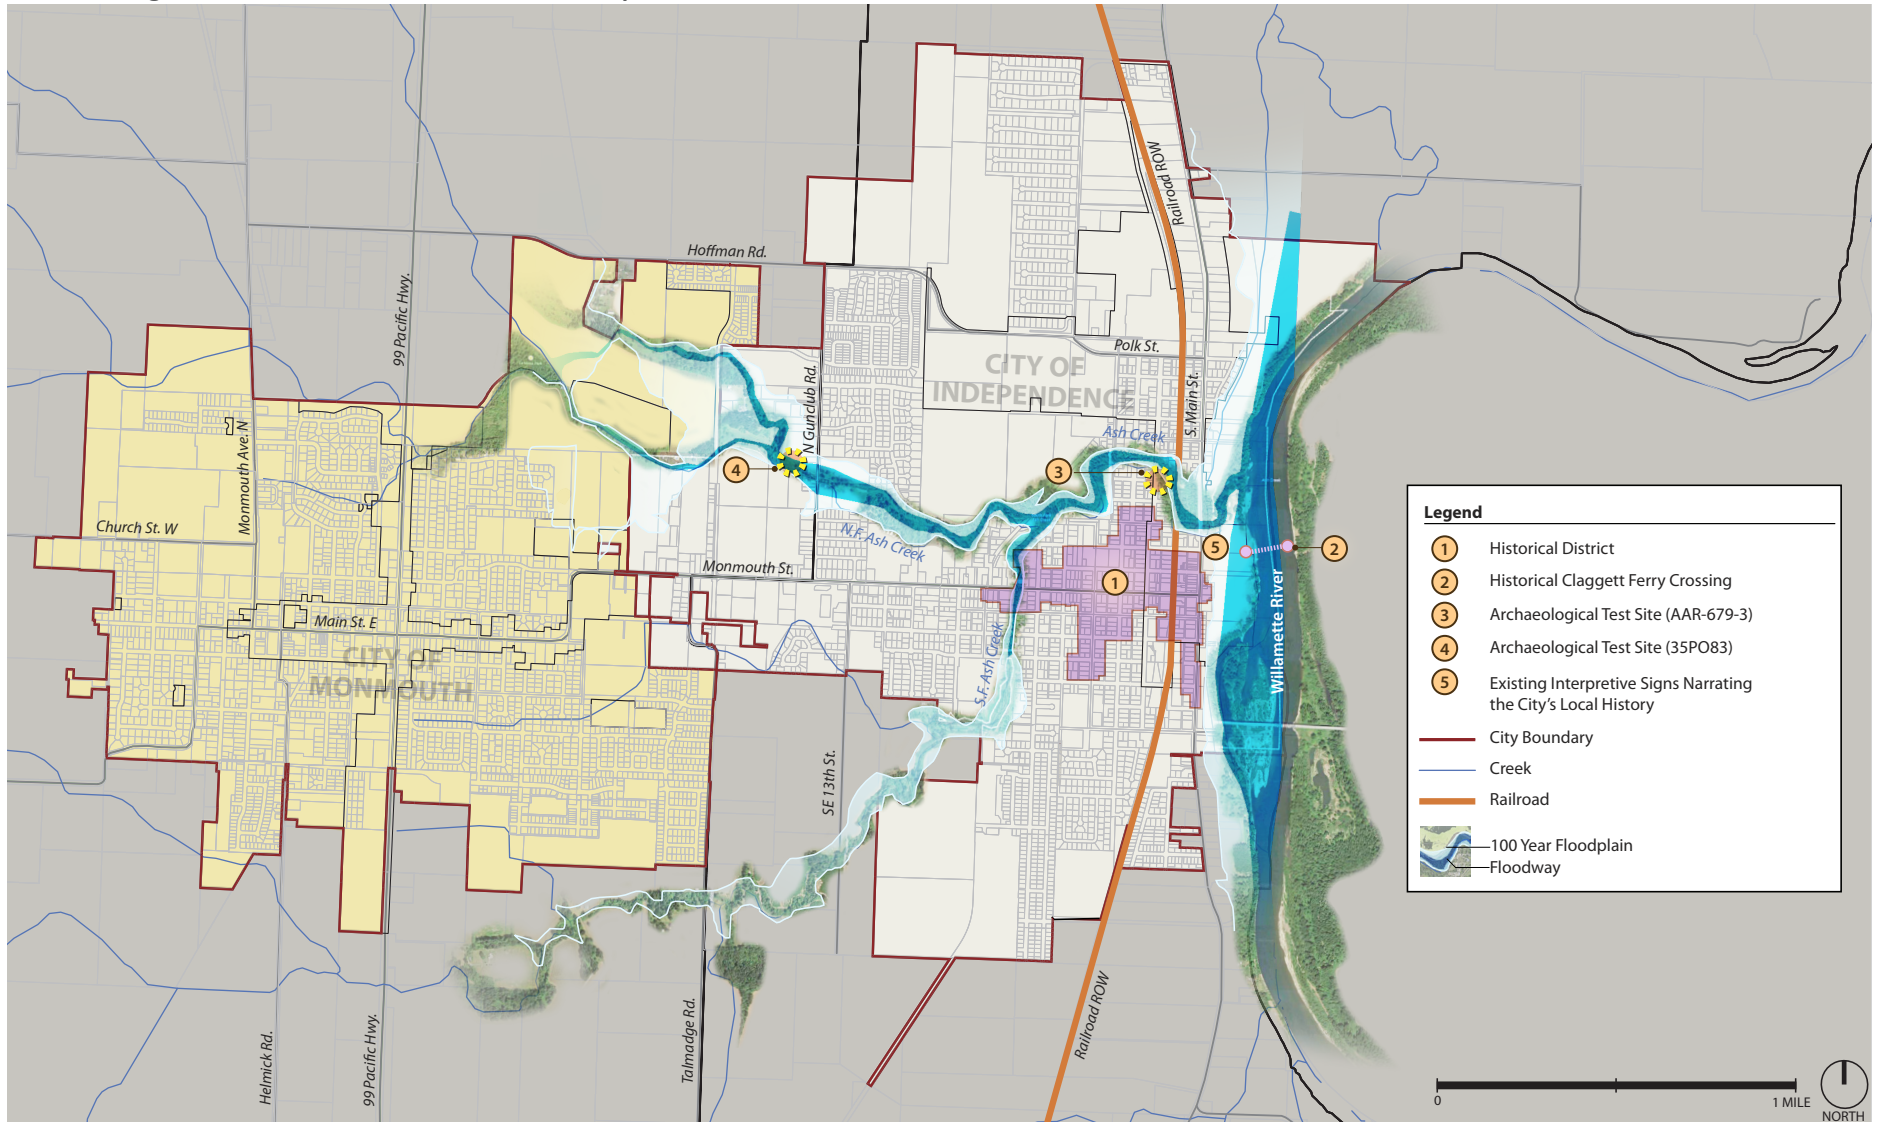 Hoffman Rd.
Railroad ROW
99 Pacific Hwy.
Polk St.
CITY OF
INDEPENDENCE
N Gunclub Rd.
S. Main St.
Ash Creek
Monmouth Ave. N
4
3
Church St. W
N.F. Ash Creek
5
2
Monmouth St.
1
Main St. E
CITY OF
MONMOUTH
S.F. Ash Creek
Willamette River
SE 13th St.
Helmick Rd.
99 Pacific Hwy.
Talmadge Rd.
Railroad ROW
Legend
1 Historical District
2 Historical Claggett Ferry Crossing
3 Archaeological Test Site (AAR-679-3)
4 Archaeological Test Site (35PO83)
5 Existing Interpretive Signs Narrating
the City's Local History
City Boundary
Creek
Railroad
100 Year Floodplain
Floodway
0 1 MILE
NORTH